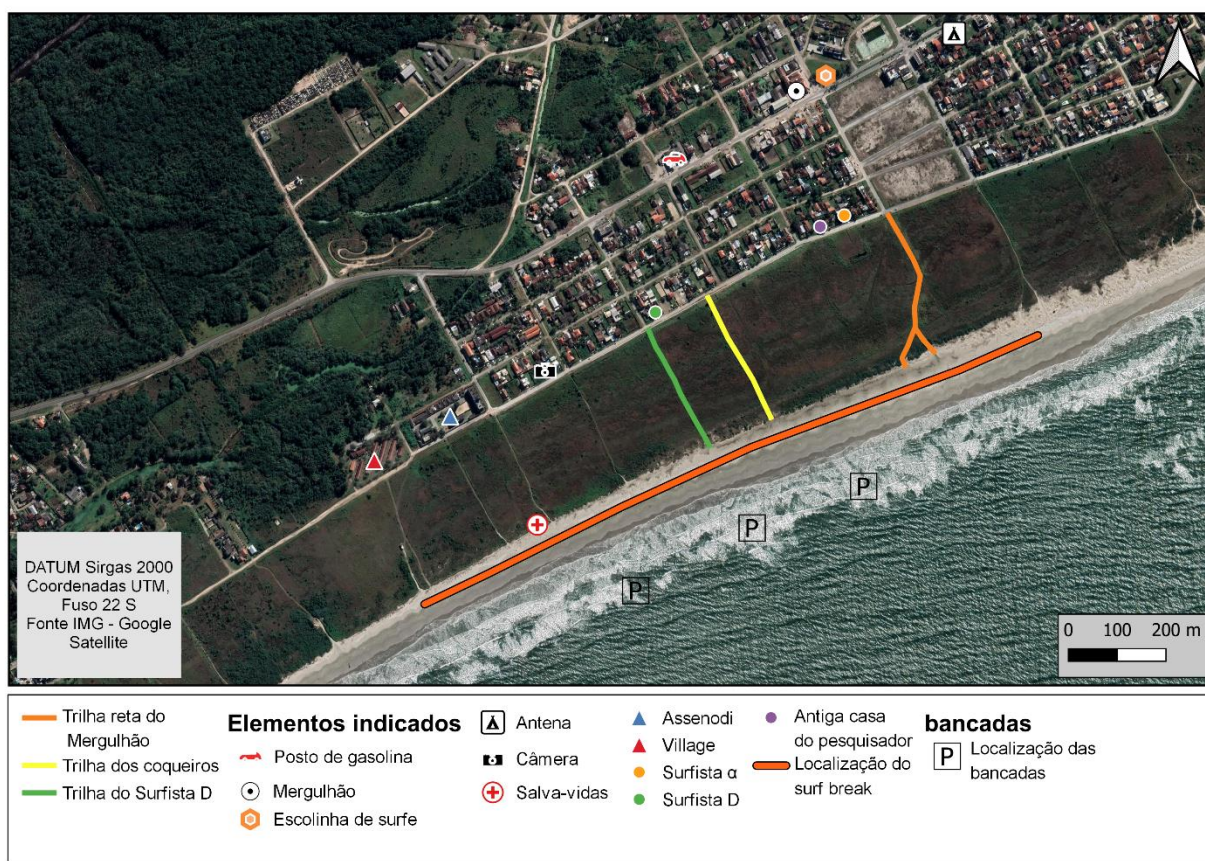 P
P
P
DATUM Sirgas 2000
Coordenadas UTM,
Fuso 22 S
Fonte IMG - Google
Satellite
0 100 200 m
Trilha reta do
Mergulhão
Trilha dos coqueiros
Trilha do Surfista D
Elementos indicados
Posto de gasolina
Mergulhão
Escolinha de surfe
Antena
Câmera
Salva-vidas
Assenodi
Village
Surfista α
Surfista D
Antiga casa
do pesquisador
Localização do
surf break
bancadas
P Localização das
bancadas